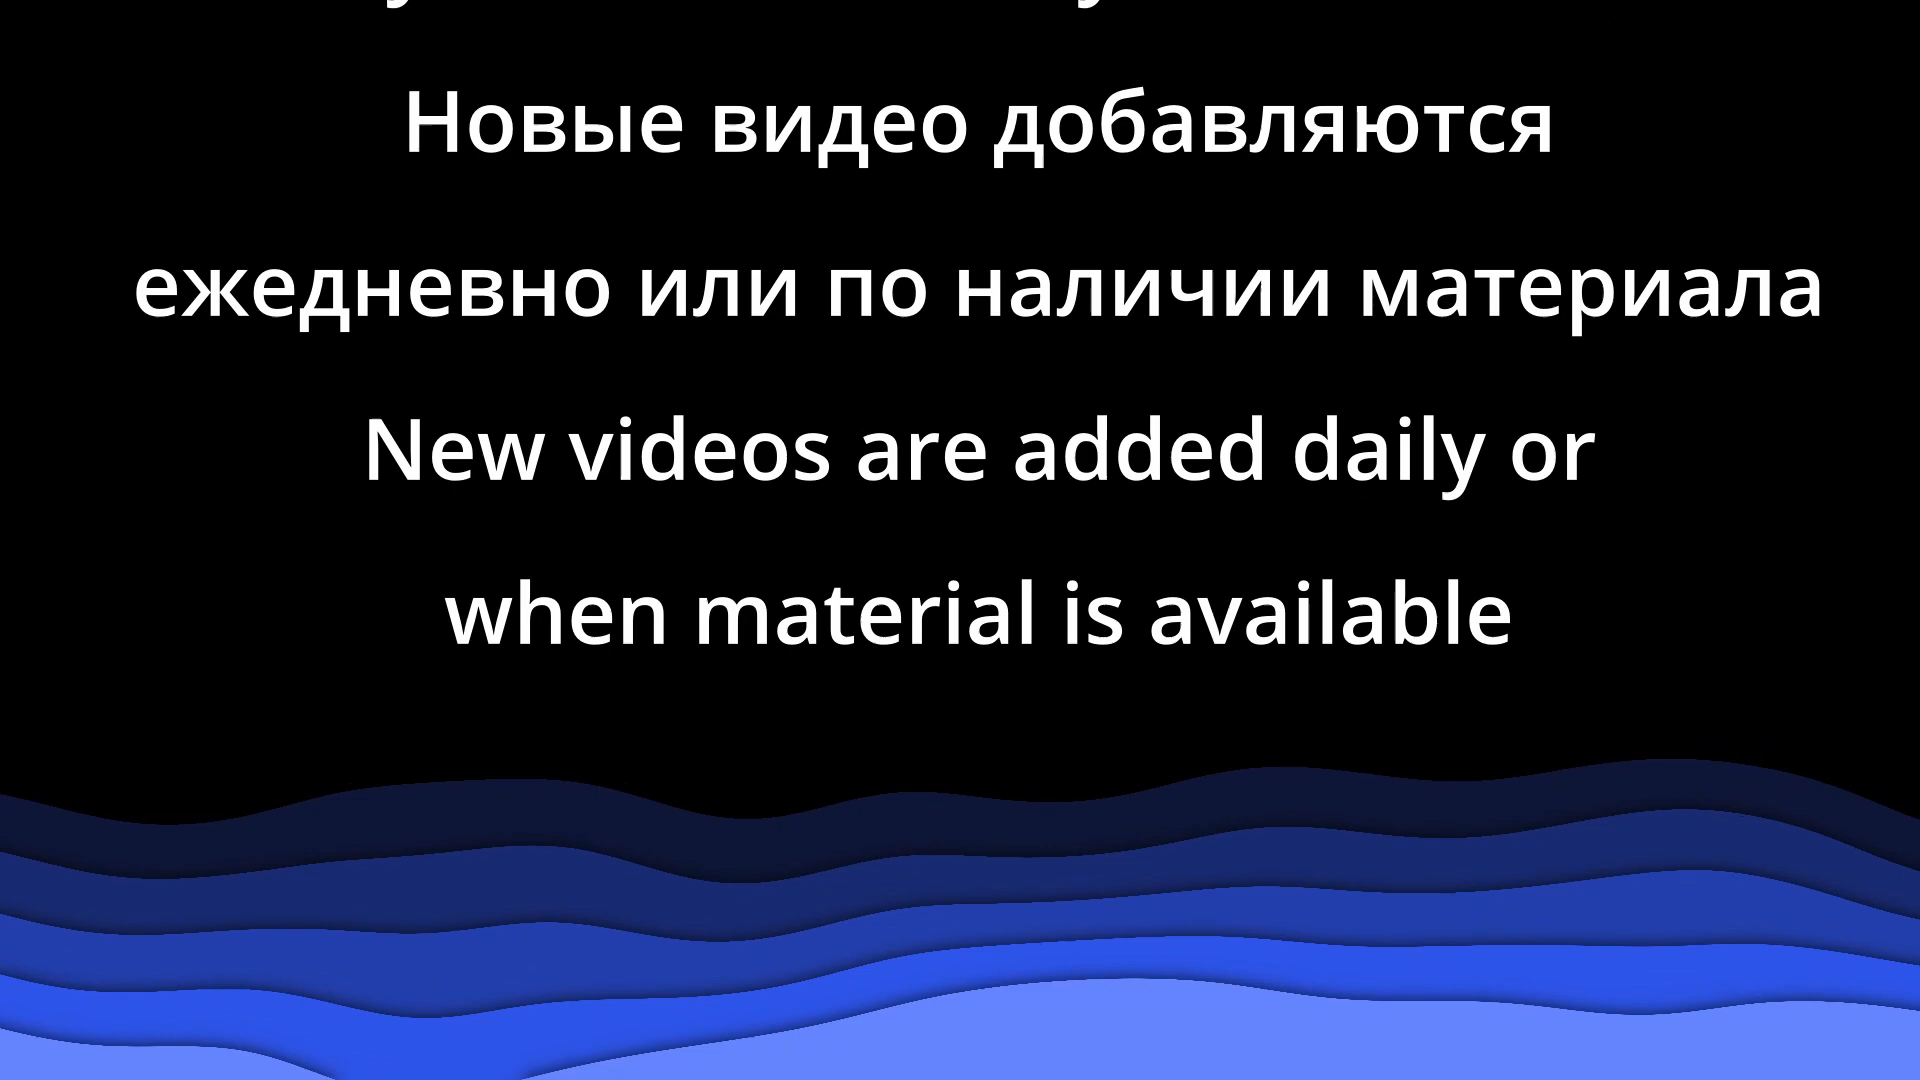 Новые видео добавляются
ежедневно или по наличии материала
New videos are added daily or
when material is available